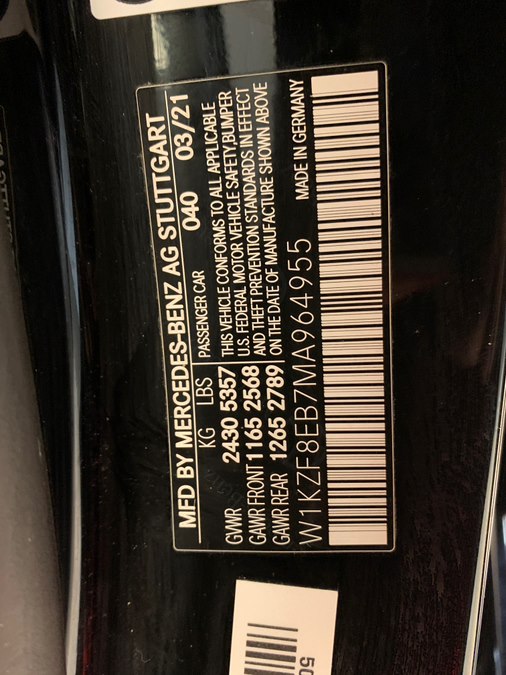 MFD BY MERCEDES-BENZ AG STUTTGART
040 03/21
KG LBS PASSENGER CAR
GVWR 2430 5357
GAWR FRONT 1165 2568
GAWR REAR 1265 2789
THIS VEHICLE CONFORMS TO ALL APPLICABLE
U.S. FEDERAL MOTOR VEHICLE SAFETY,BUMPER
AND THEFT PREVENTION STANDARDS IN EFFECT
ON THE DATE OF MANUFACTURE SHOWN ABOVE
W1KZF8EB7MA964955 MADE IN GERMANY
50